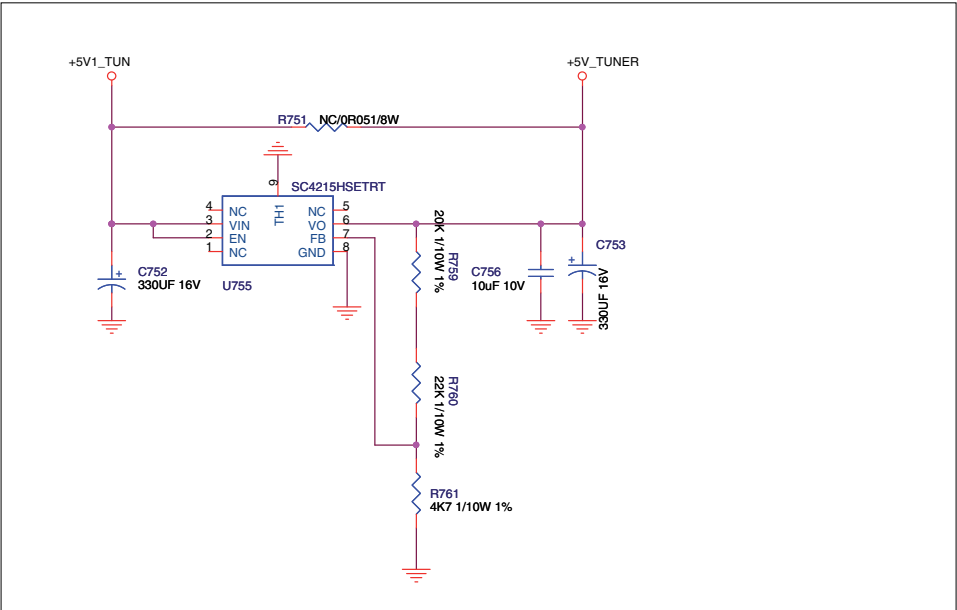 +5V1_TUN
+5V_TUNER
R751 NC/0R051/8W
9
SC4215HSETRT
TH1
4 NC NC 5
3 VIN VO 6
2 EN FB 7
1 NC GND 8
U755
+
C752
330UF 16V
R759
20K 1/10W 1%
C756
10uF 10V
C753
+
330UF 16V
R760
22K 1/10W 1%
R761
4K7 1/10W 1%